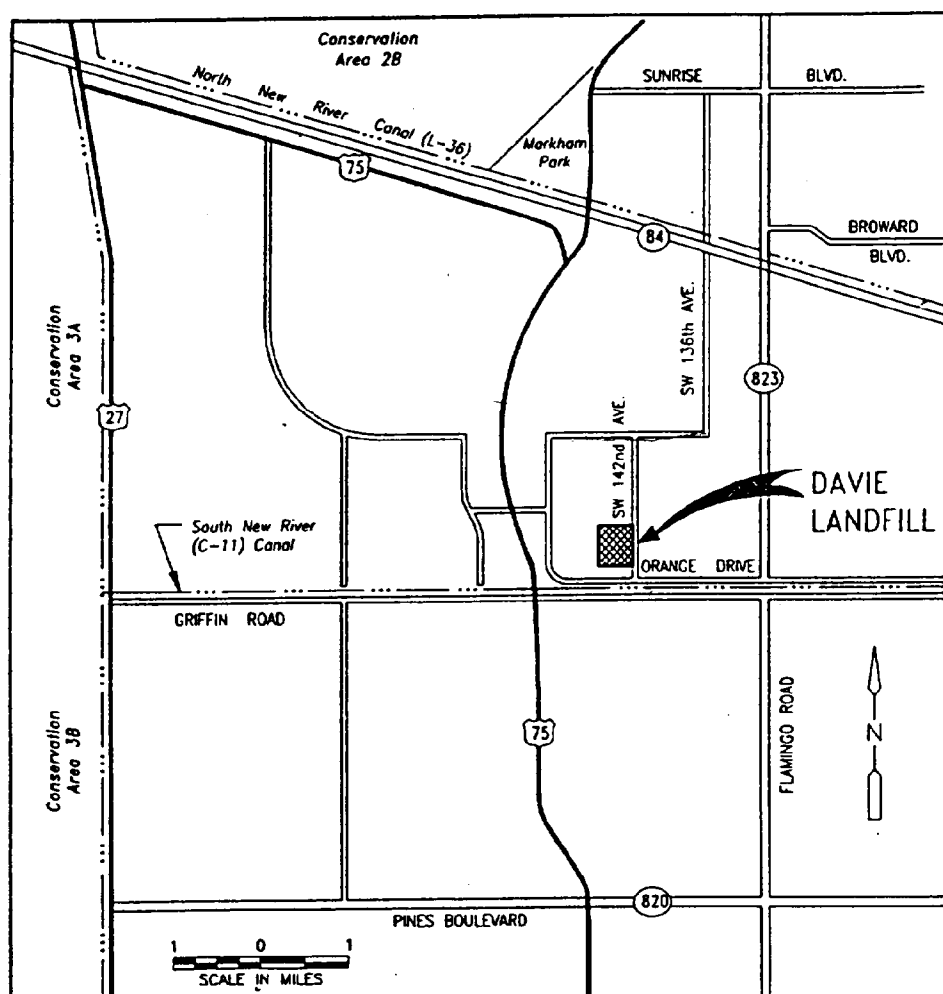 Conservation
Area 2B
SUNRISE BLVD.
North New River Canal (L-36)
Markham
Park
75
84
BROWARD
BLVD.
Conservation
Area 3A
SW 136th AVE.
823
27
SW 142nd AVE.
DAVIE
LANDFILL
South New River
(C-11) Canal
ORANGE DRIVE
GRIFFIN ROAD
Conservation
Area 3B
75
FLAMINGO ROAD
N
820
PINES BOULEVARD
1 0 1
SCALE IN MILES